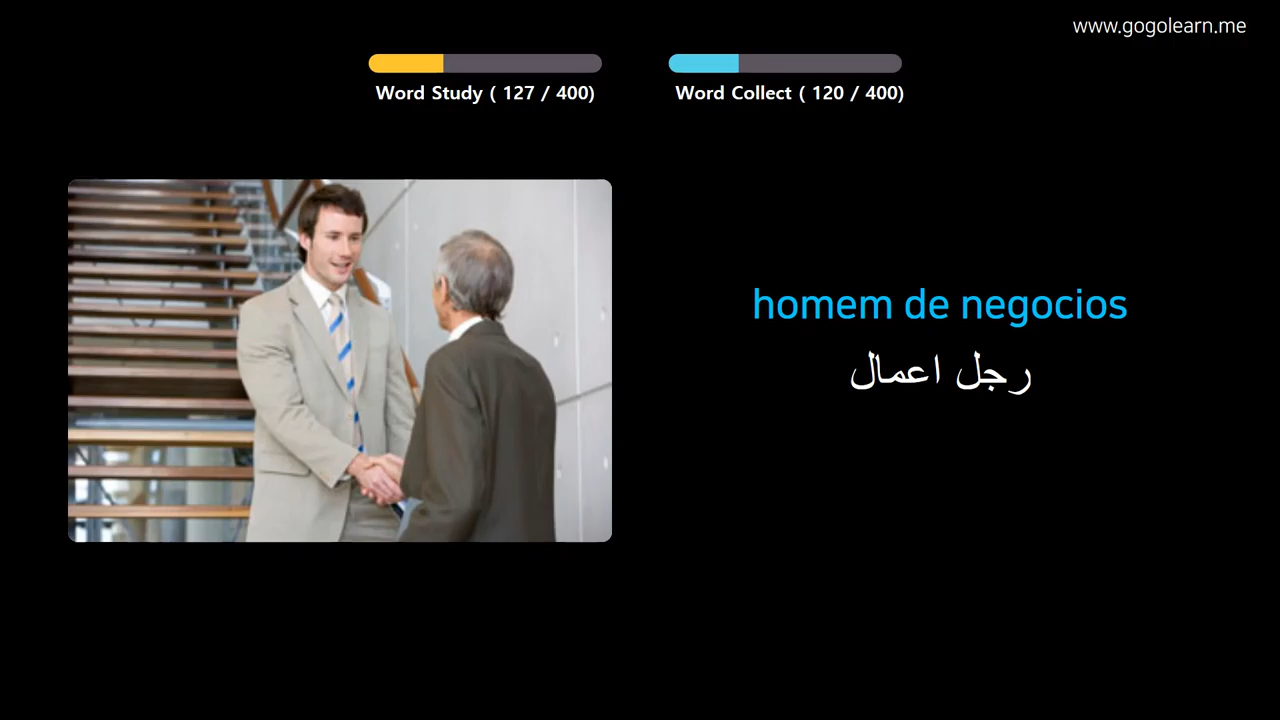 www.gogolearn.me
Word Study ( 127 / 400)
Word Collect ( 120 / 400)
homem de negocios
رجل اعمال